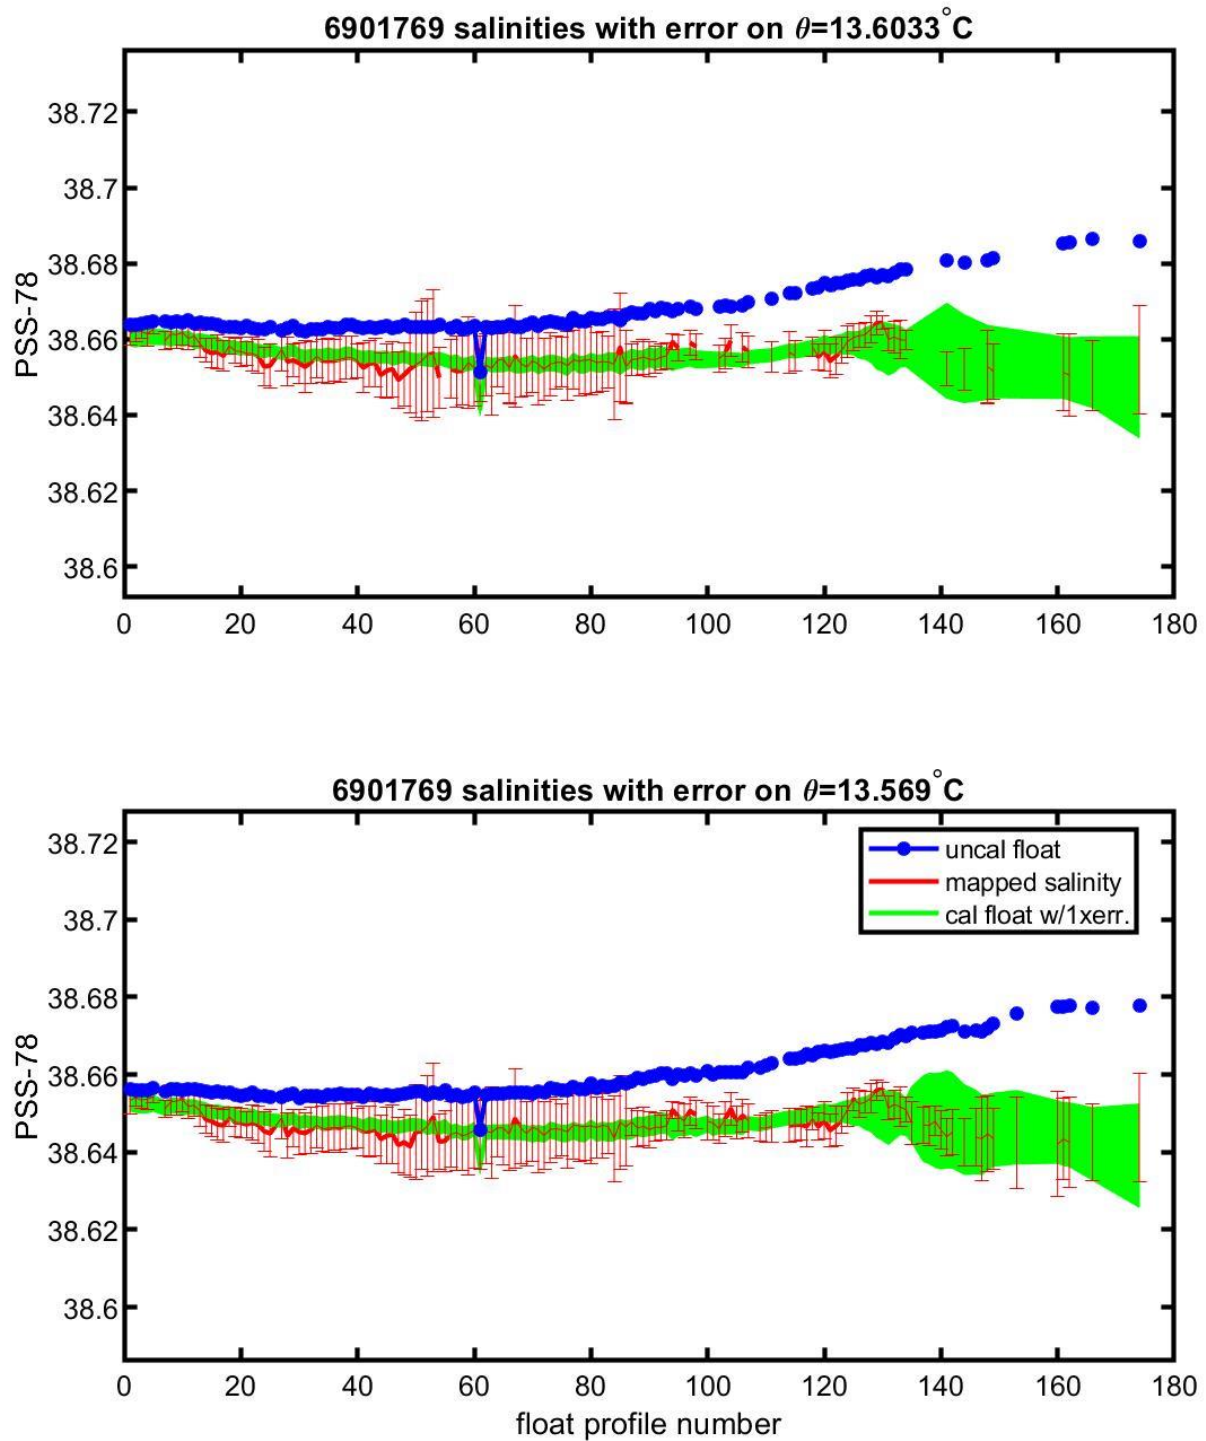 6901769 salinities with error on θ=13.6033°C
PSS-78
38.72
38.7
38.68
38.66
38.64
38.62
38.6
0 20 40 60 80 100 120 140 160 180
6901769 salinities with error on θ=13.569°C
PSS-78
38.72
38.7
38.68
38.66
38.64
38.62
38.6
uncal float
mapped salinity
cal float w/1xerr.
0 20 40 60 80 100 120 140 160 180
float profile number